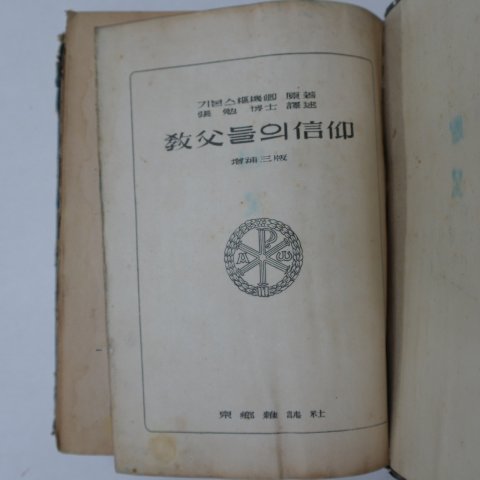 기본스樞機卿 原著
張勉 博士 譯述
敎父들의信仰
增補三版
Α Ω
京鄕雜誌社